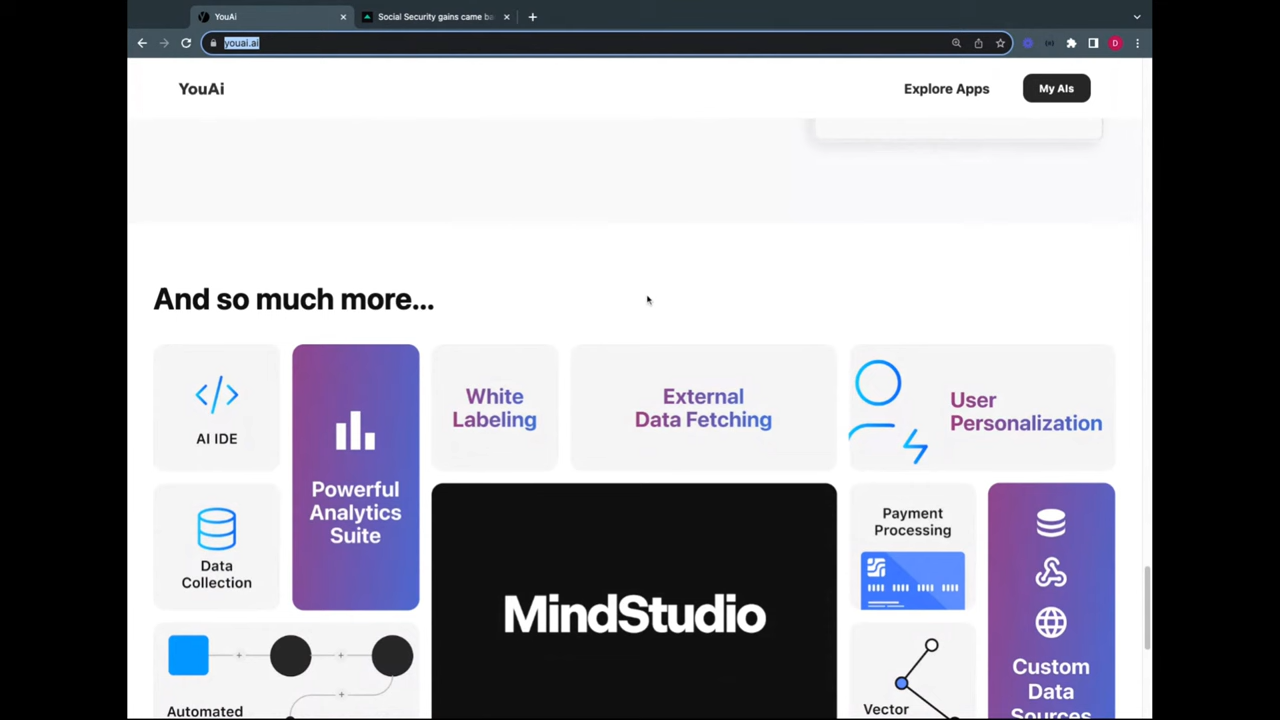 YouAi
Social Security gains came ba
youai.ai
D
YouAi
Explore Apps
My AIs
And so much more...
AI IDE
Powerful
Analytics
Suite
White
Labeling
External
Data Fetching
User
Personalization
Data
Collection
MindStudio
Payment
Processing
Custom
Data
Sources
Automated
Vector